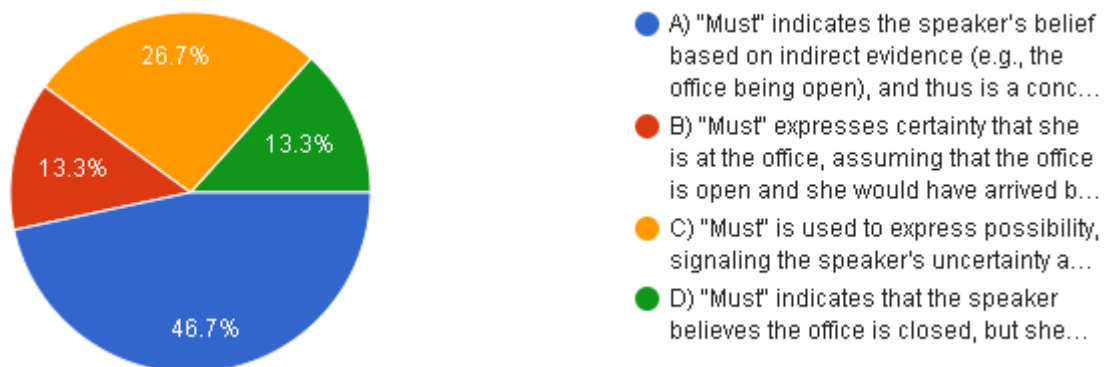 26.7%
13.3%
13.3%
46.7%
A) "Must" indicates the speaker's belief
based on indirect evidence (e.g., the
office being open), and thus is a conc...
B) "Must" expresses certainty that she
is at the office, assuming that the office
is open and she would have arrived b...
C) "Must" is used to express possibility,
signaling the speaker's uncertainty a...
D) "Must" indicates that the speaker
believes the office is closed, but she...